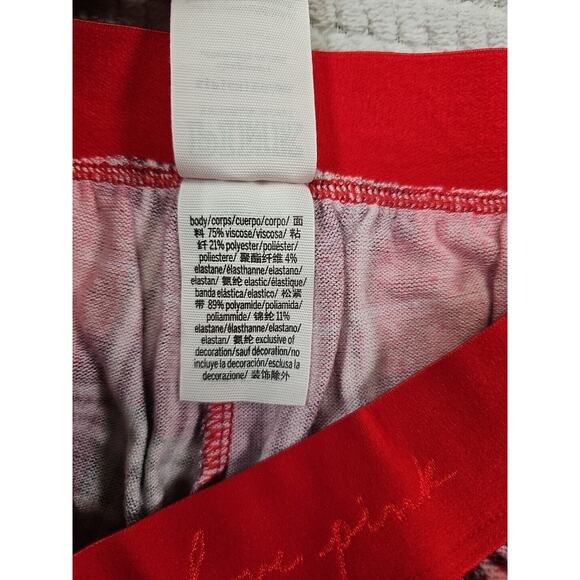 body/corps/cuerpo/corpo/ 面
料 75% viscose/viscosa/ 粘
纤 21% polyester/poliéster/
poliestere/ 聚酯纤维 4%
elastane/élasthanne/elastano/
elastan/ 氨纶 elastic/élastique/
banda elástica/elastico/ 松紧
带 89% polyamide/poliamida/
poliammide/ 锦纶 11%
elastane/élasthanne/elastano/
elastan/ 氨纶 exclusive of
decoration/sauf décoration/no
incluye la decoración/esclusa la
decorazione/ 装饰除外
love pink